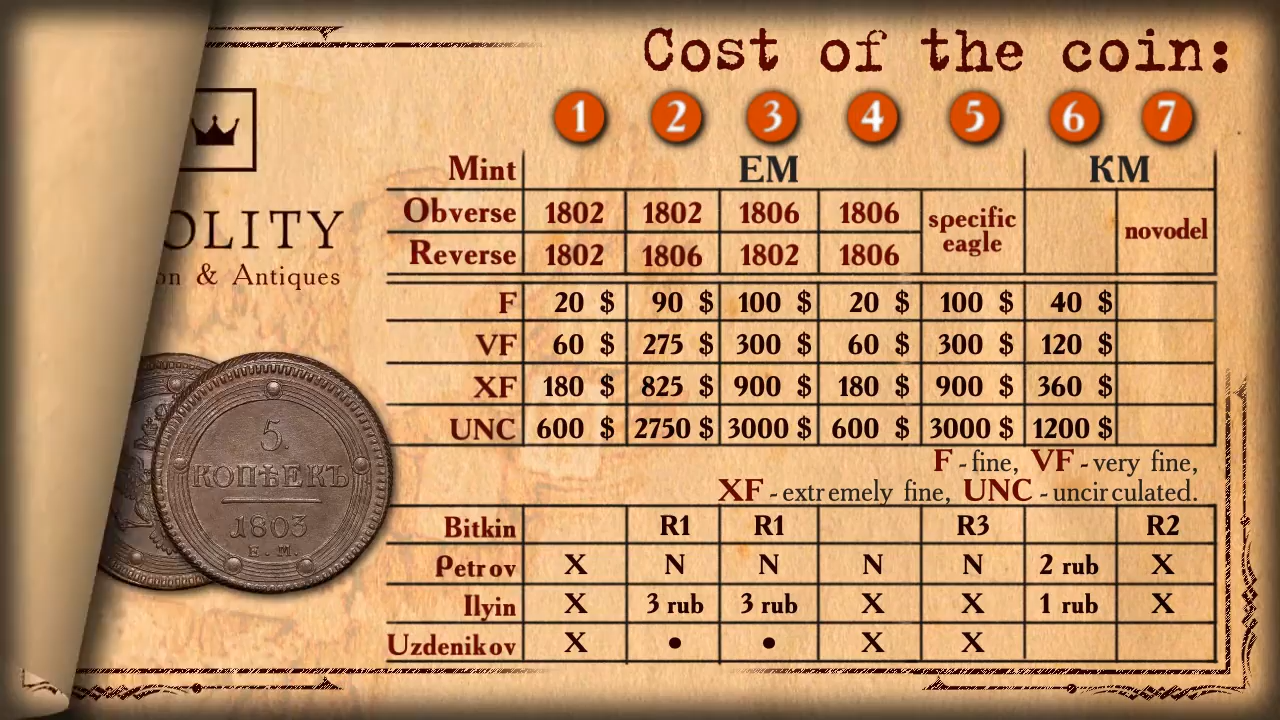 Cost of the coin:
1 2 3 4 5 6 7
Mint EM KM
Obverse 1802 1802 1806 1806 specific eagle novodel
Reverse 1802 1806 1802 1806
OLITY
& Antiques
F 20 $ 90 $ 100 $ 20 $ 100 $ 40 $
VF 60 $ 275 $ 300 $ 60 $ 300 $ 120 $
XF 180 $ 825 $ 900 $ 180 $ 900 $ 360 $
UNC 600 $ 2750 $ 3000 $ 600 $ 3000 $ 1200 $
F - fine, VF - very fine,
XF - extremely fine, UNC - uncirculated.
5.
КОПѢЕКЪ
1803
Е.М.
Bitkin R1 R1 R3 R2
Petrov X N N N N 2 rub X
Ilyin X 3 rub 3 rub X X 1 rub X
Uzdenikov X • • X X